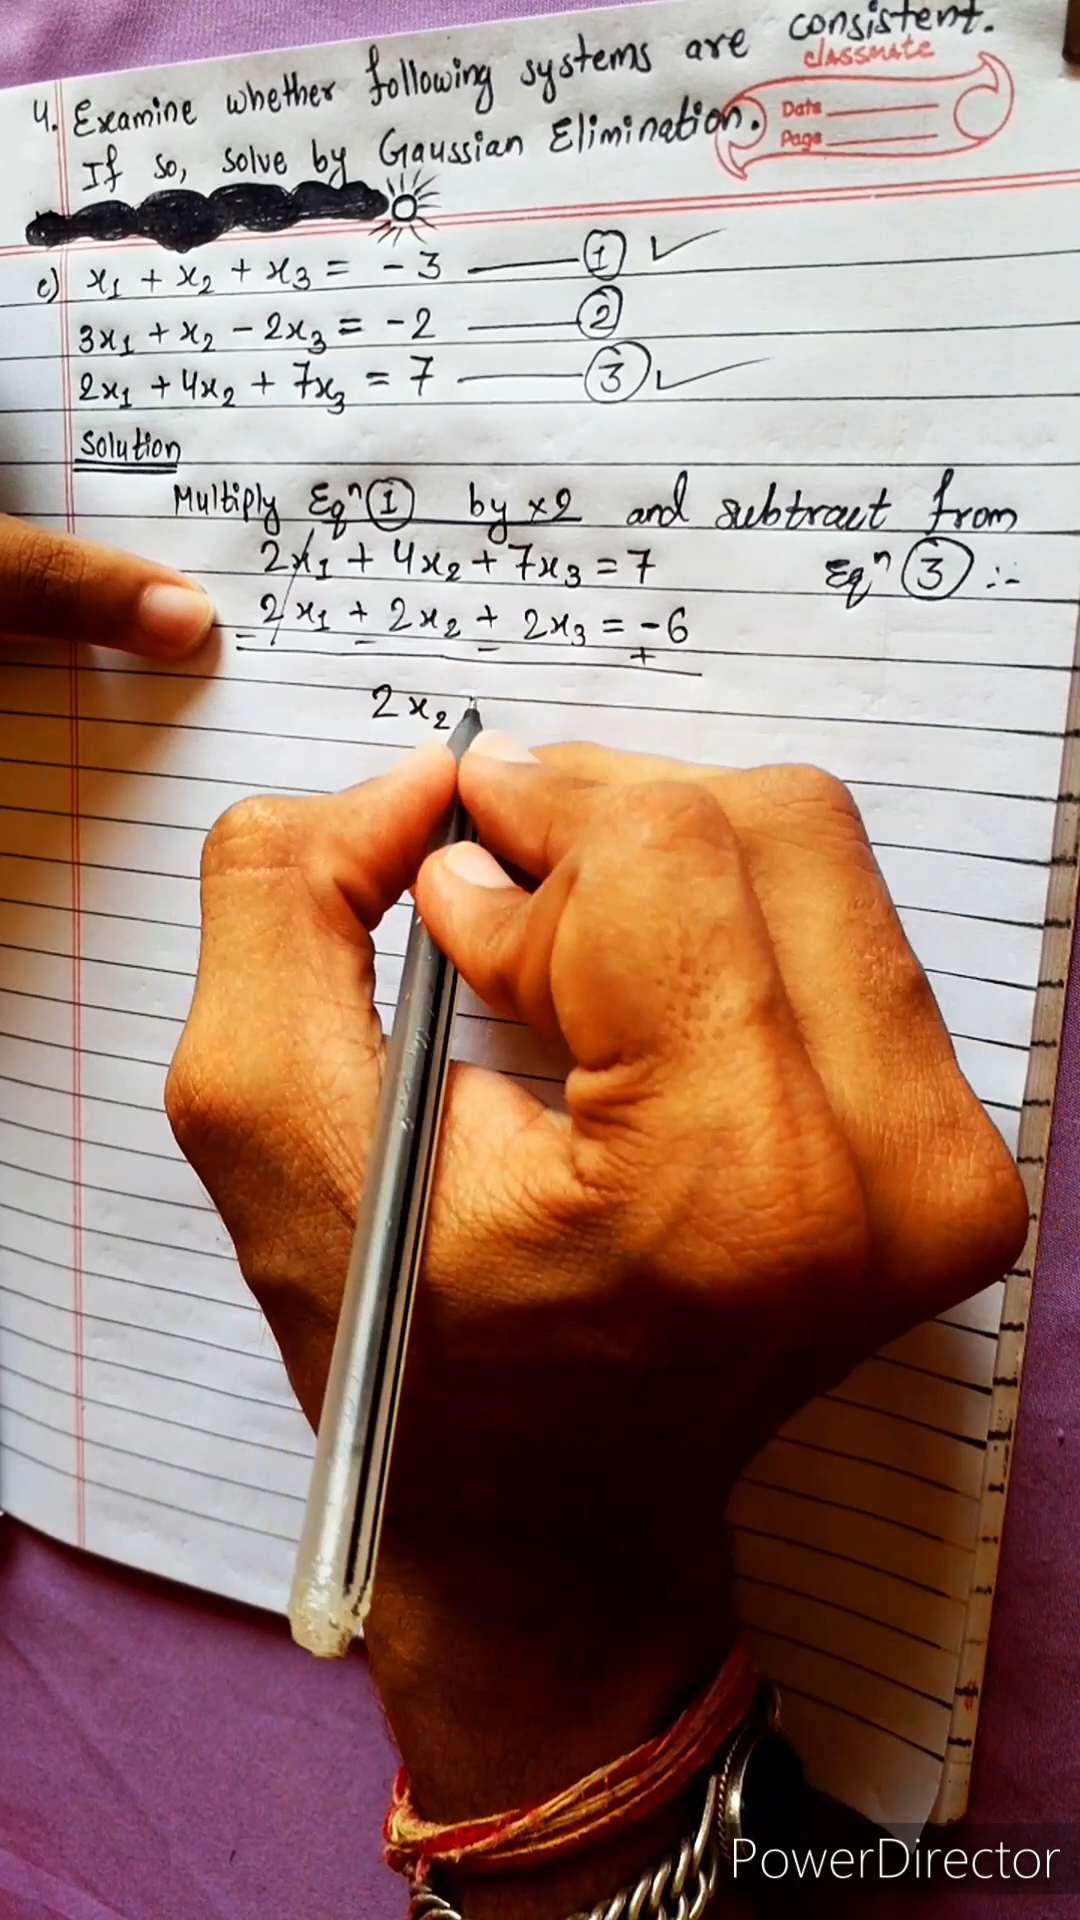 4. Examine whether following systems are consistent.
classmate
If so, solve by Gaussian Elimination.
Date
Page
c) x₁ + x₂ + x₃ = -3 ——— ①
3x₁ + x₂ - 2x₃ = -2 ——— ②
2x₁ + 4x₂ + 7x₃ = 7 ——— ③
Solution
Multiply Eqⁿ ① by ×2 and subtract from
2x₁ + 4x₂ + 7x₃ = 7 Eqⁿ ③ :-
2x₁ + 2x₂ + 2x₃ = -6
- - - +
2x₂
PowerDirector